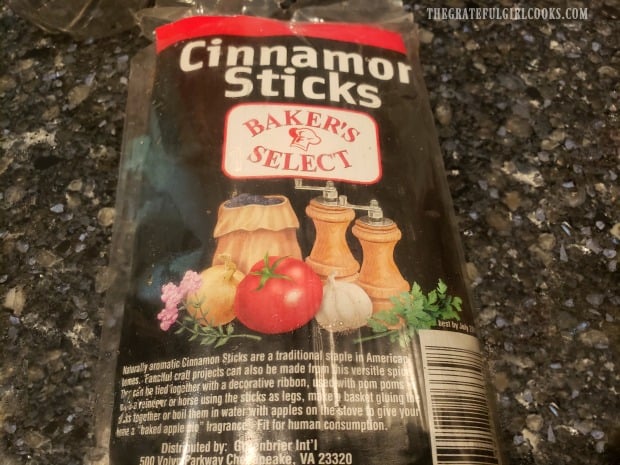 THEGRATEFULGIRLCOOKS.COM
Cinnamon
Sticks
BAKER'S
SELECT
best by July
Naturally aromatic Cinnamon Sticks are a traditional staple in American
homes. Fanciful craft projects can also be made from this versitle spice
They can be tied together with a decorative ribbon, used with pom poms
a reindeer or horse using the sticks as legs, make a basket gluing the
together or boil them in water with apples on the stove to give your
home a "baked apple pie" fragrance. Fit for human consumption.
Distributed by: Greenbrier Int'l
500 Volvo Parkway Chesapeake, VA 23320